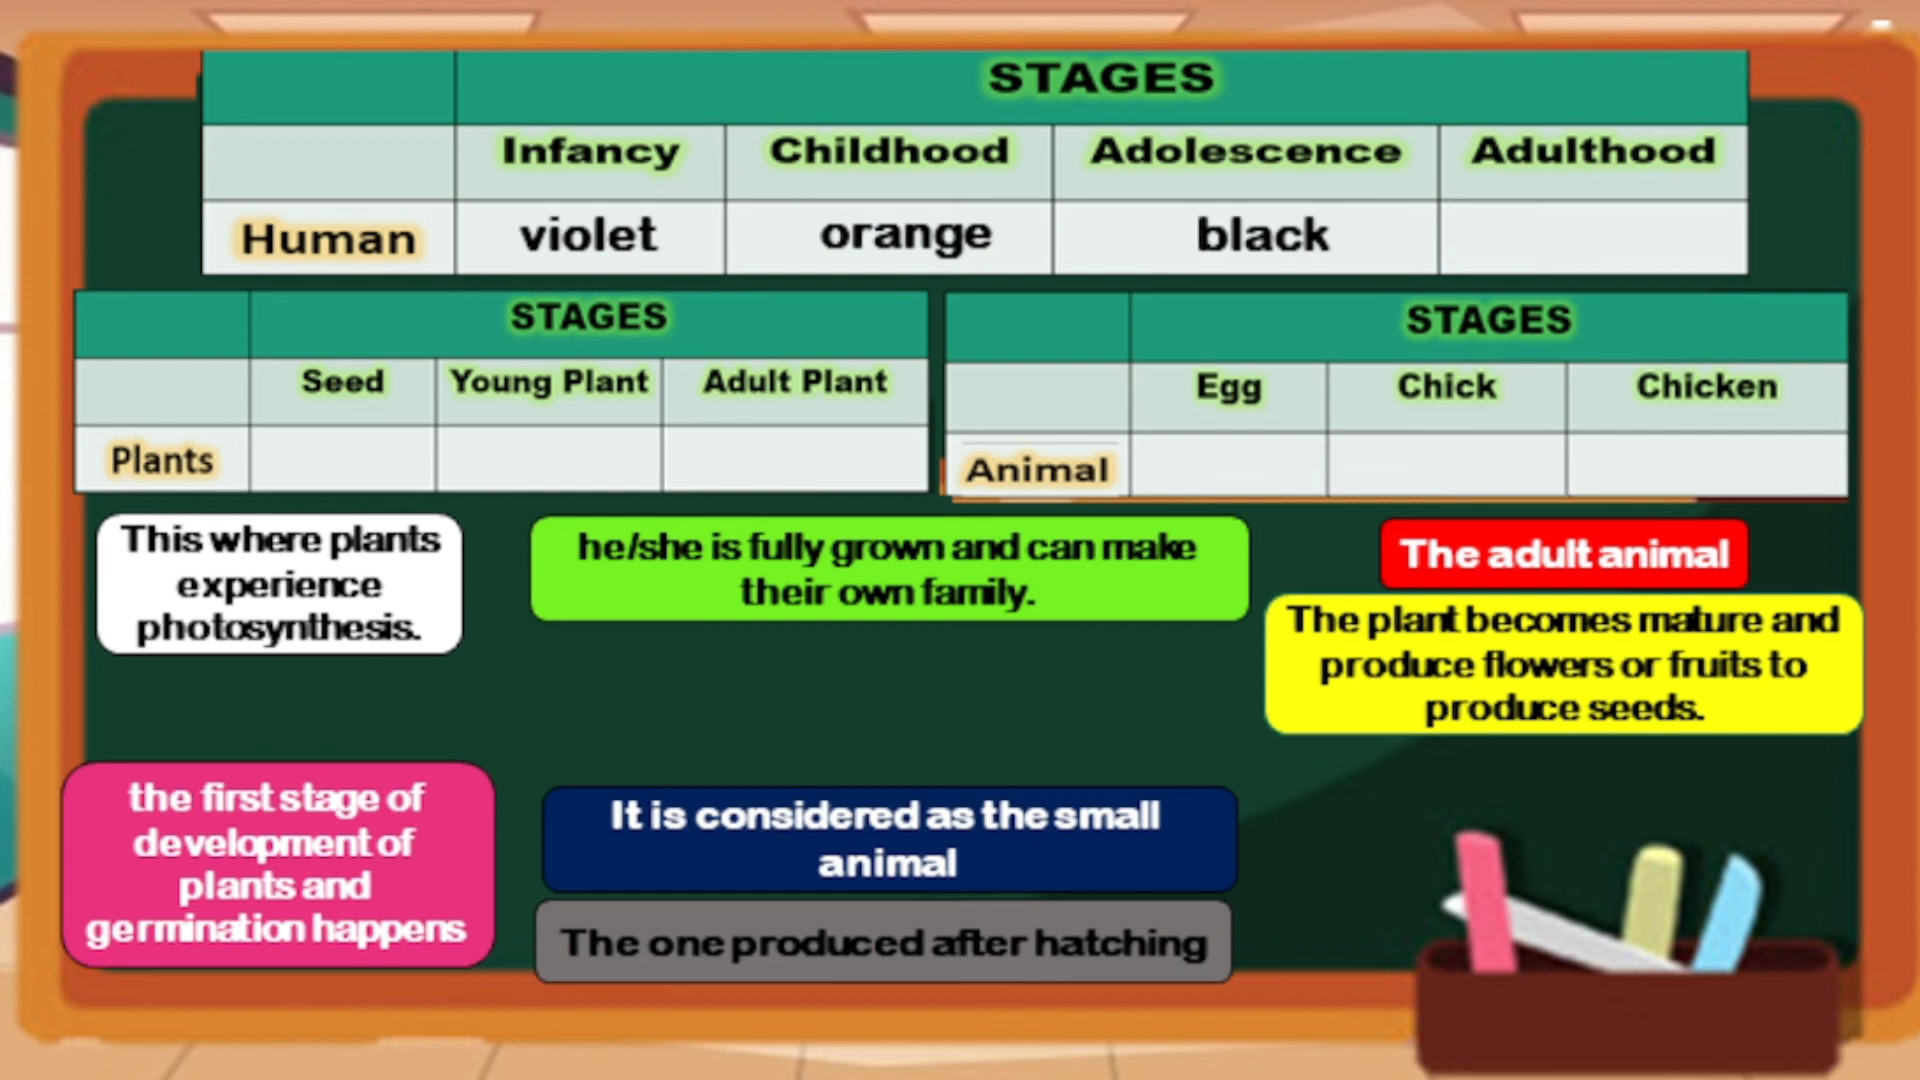 STAGES
Infancy Childhood Adolescence Adulthood
Human violet orange black
STAGES
Seed Young Plant Adult Plant
Plants
STAGES
Egg Chick Chicken
Animal
This where plants
experience
photosynthesis.
he/she is fully grown and can make
their own family.
The adult animal
The plant becomes mature and
produce flowers or fruits to
produce seeds.
the first stage of
development of
plants and
germination happens
It is considered as the small
animal
The one produced after hatching